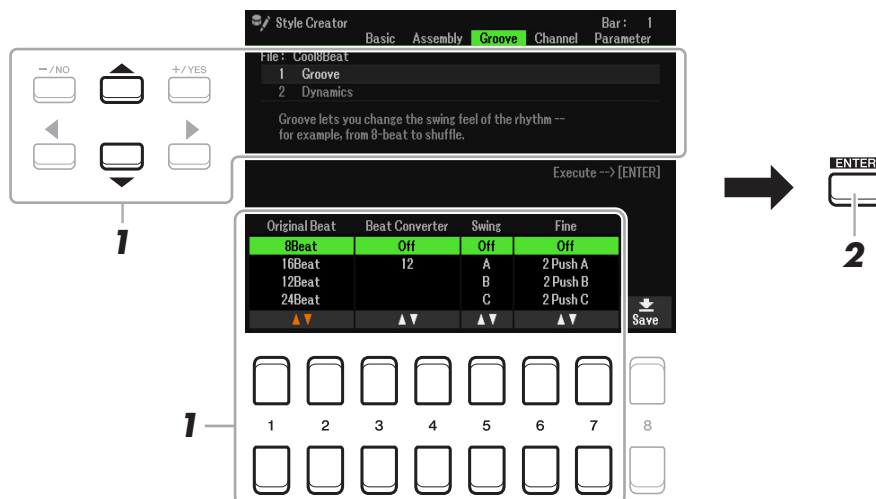 Style Creator
Bar: 1
Basic Assembly Groove Channel Parameter
File: Cool8Beat
1 Groove
2 Dynamics
Groove lets you change the swing feel of the rhythm --
for example, from 8-beat to shuffle.
Execute --> [ENTER]
Original Beat Beat Converter Swing Fine
8Beat Off Off Off
16Beat 12 A 2 Push A
12Beat B 2 Push B
24Beat C 2 Push C
Save
–/NO +/YES
1
ENTER
2
1
1 2 3 4 5 6 7 8